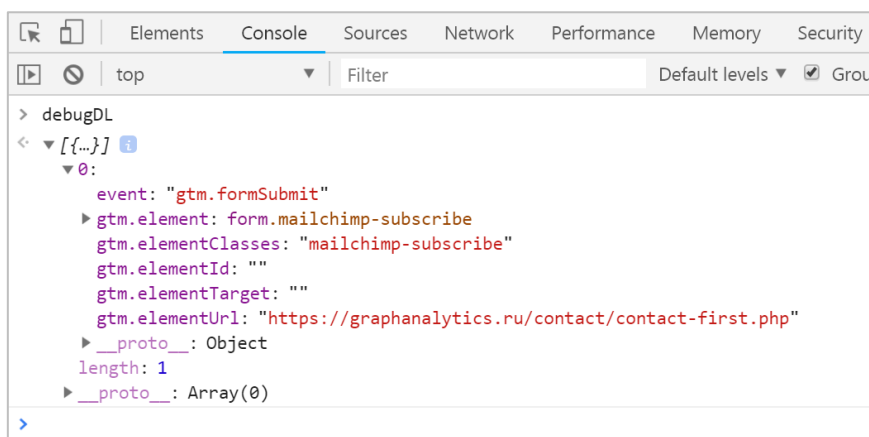 Elements Console Sources Network Performance Memory Security
top ▼ Filter Default levels ▼ Grou
> debugDL
▼ [{…}] i
▼ 0:
event: "gtm.formSubmit"
▶ gtm.element: form.mailchimp-subscribe
gtm.elementClasses: "mailchimp-subscribe"
gtm.elementId: ""
gtm.elementTarget: ""
gtm.elementUrl: "https://graphanalytics.ru/contact/contact-first.php"
▶ __proto__: Object
length: 1
▶ __proto__: Array(0)
>